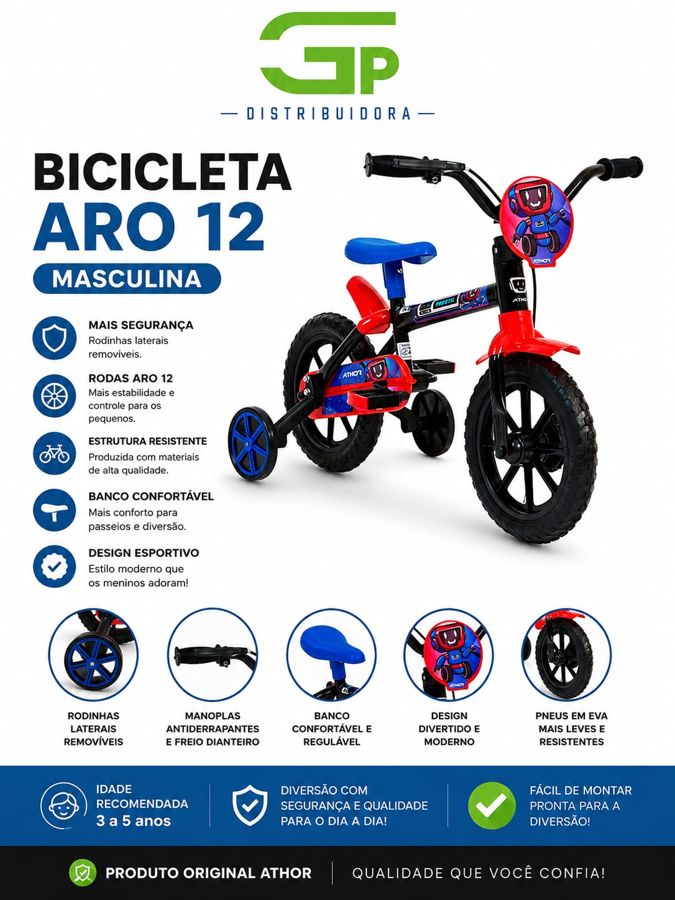 GP
DISTRIBUIDORA
BICICLETA
ARO 12
MASCULINA
MAIS SEGURANÇA
Rodinhas laterais
removíveis.
RODAS ARO 12
Mais estabilidade e
controle para os
pequenos.
ESTRUTURA RESISTENTE
Produzida com materiais
de alta qualidade.
BANCO CONFORTÁVEL
Mais conforto para
passeios e diversão.
DESIGN ESPORTIVO
Estilo moderno que
os meninos adoram!
ATHOR
ATHOR
ATHOR
ATHOR
RODINHAS
LATERAIS
REMOVÍVEIS
MANOPLAS
ANTIDERRAPANTES
E FREIO DIANTEIRO
BANCO
CONFORTÁVEL E
REGULÁVEL
DESIGN
DIVERTIDO E
MODERNO
PNEUS EM EVA
MAIS LEVES E
RESISTENTES
IDADE
RECOMENDADA
3 a 5 anos
DIVERSÃO COM
SEGURANÇA E QUALIDADE
PARA O DIA A DIA!
FÁCIL DE MONTAR
PRONTA PARA A
DIVERSÃO!
PRODUTO ORIGINAL ATHOR
QUALIDADE QUE VOCÊ CONFIA!